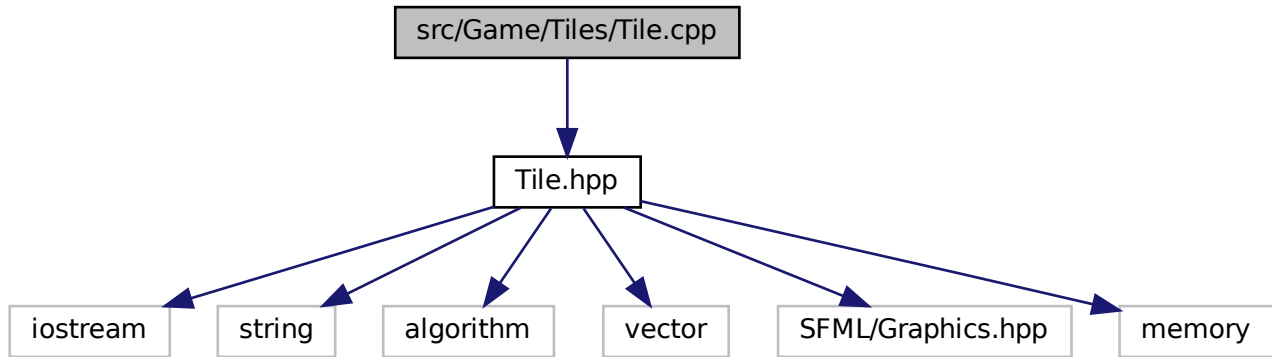 src/Game/Tiles/Tile.cpp
Tile.hpp
iostream
string
algorithm
vector
SFML/Graphics.hpp
memory